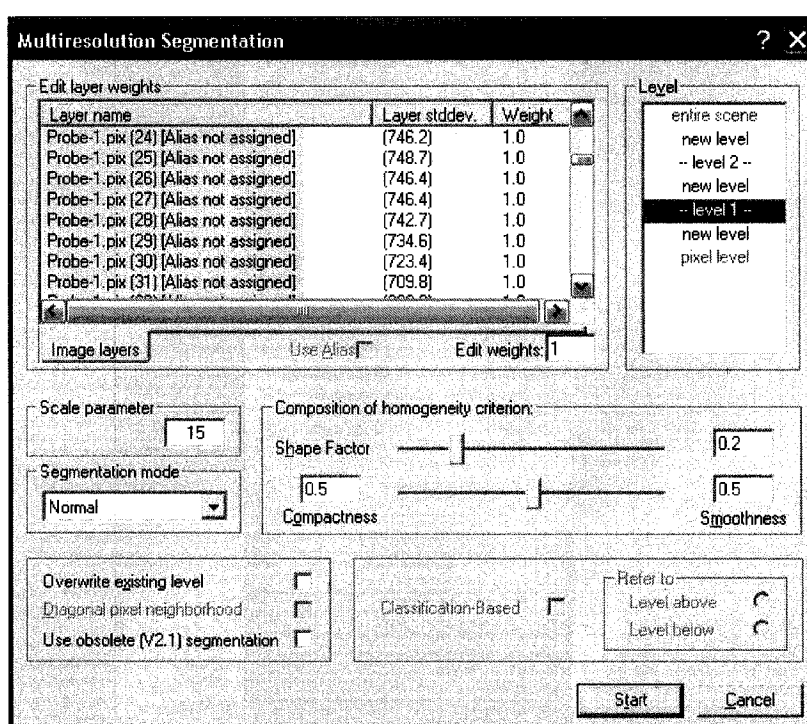 Multiresolution Segmentation ? X
Edit layer weights
Layer name Layer stddev. Weight
Probe-1.pix (24) [Alias not assigned] (746.2) 1.0
Probe-1.pix (25) [Alias not assigned] (748.7) 1.0
Probe-1.pix (26) [Alias not assigned] (746.4) 1.0
Probe-1.pix (27) [Alias not assigned] (746.4) 1.0
Probe-1.pix (28) [Alias not assigned] (742.7) 1.0
Probe-1.pix (29) [Alias not assigned] (734.6) 1.0
Probe-1.pix (30) [Alias not assigned] (723.4) 1.0
Probe-1.pix (31) [Alias not assigned] (709.8) 1.0
Image layers Use Alias Edit weights: 1
Level
entire scene
new level
-- level 2 --
new level
-- level 1 --
new level
pixel level
Scale parameter
15
Segmentation mode
Normal
Composition of homogeneity criterion:
Shape Factor 0.2
0.5 0.5
Compactness Smoothness
Overwrite existing level
Diagonal pixel neighborhood
Use obsolete (V2.1) segmentation
Classification-Based
Refer to
Level above
Level below
Start Cancel